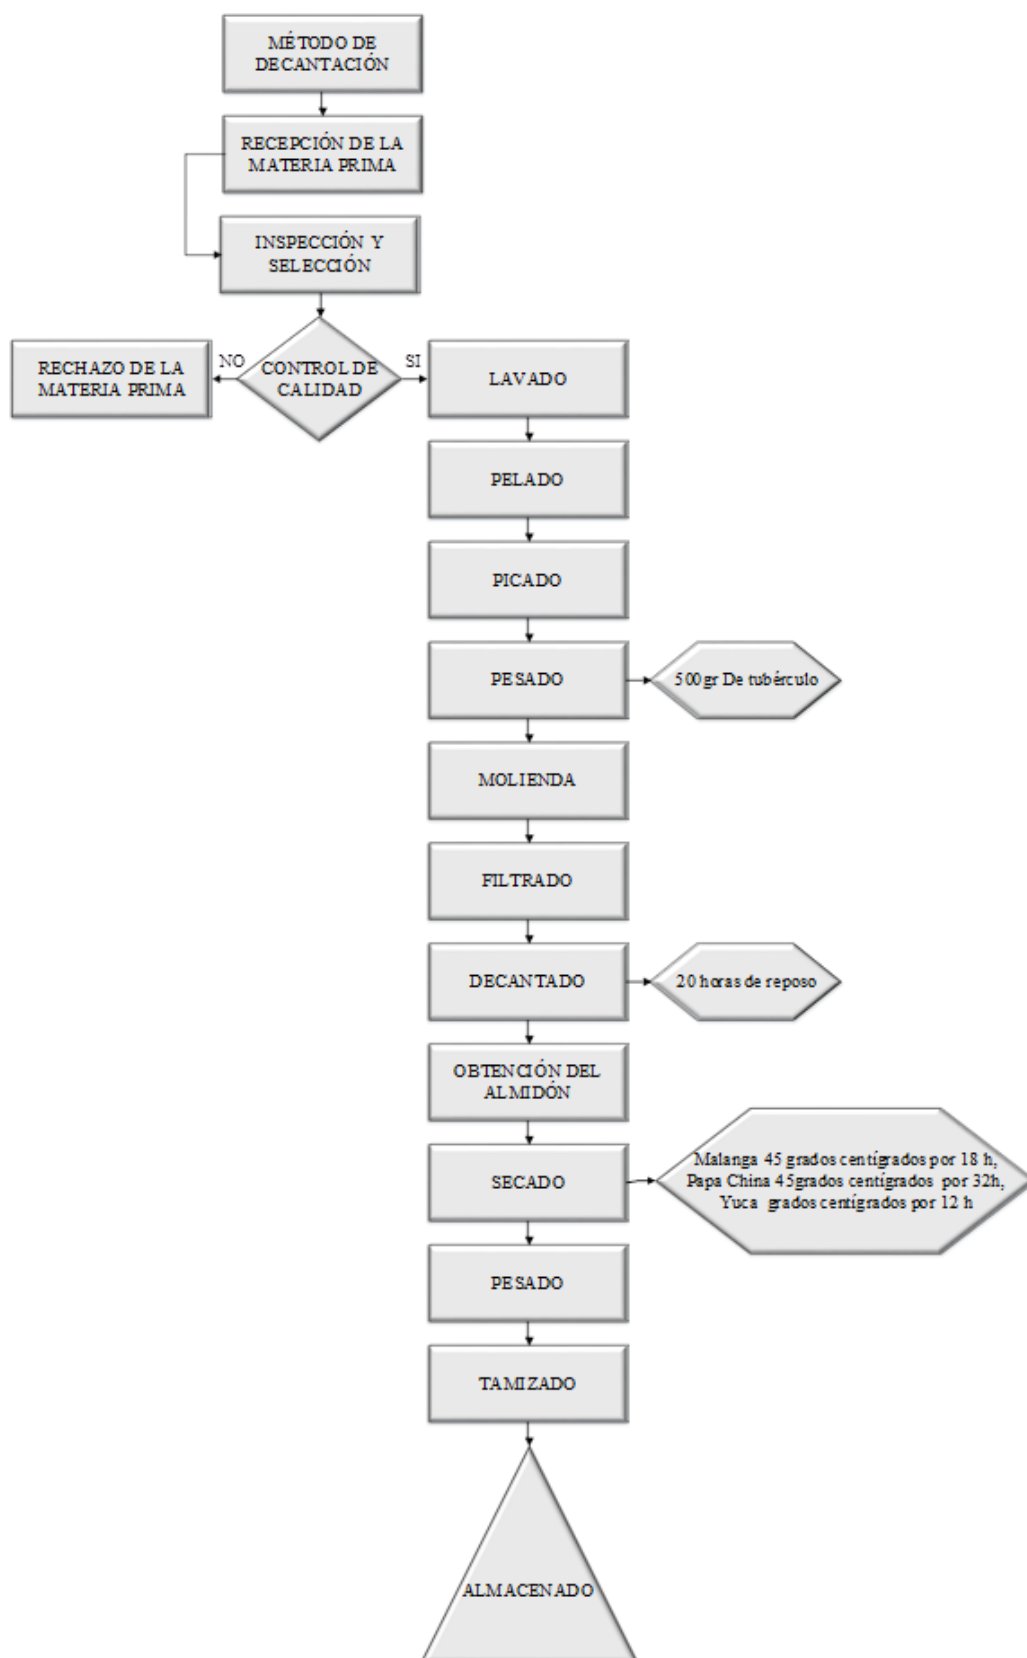 MÉTODO DE
DECANTACIÓN
RECEPCIÓN DE LA
MATERIA PRIMA
INSPECCIÓN Y
SELECCIÓN
RECHAZO DE LA
MATERIA PRIMA
NO
CONTROL DE
CALIDAD
SI
LAVADO
PELADO
PICADO
PESADO
500gr De tubérculo
MOLIENDA
FILTRADO
DECANTADO
20 horas de reposo
OBTENCIÓN DEL
ALMIDÓN
SECADO
Malanga 45 grados centígrados por 18 h,
Papa China 45grados centígrados por 32h,
Yuca grados centígrados por 12 h
PESADO
TAMIZADO
ALMACENADO